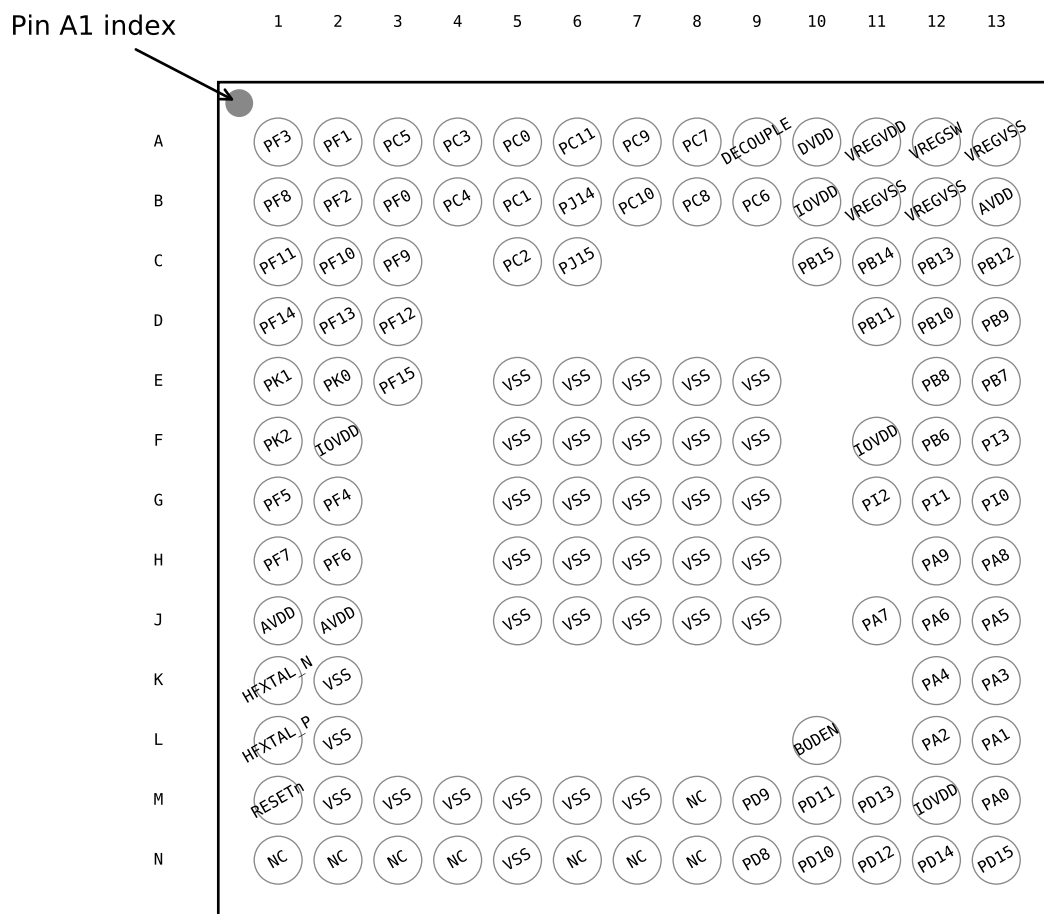 Pin A1 index 1 2 3 4 5 6 7 8 9 10 11 12 13
A PF3 PF1 PC5 PC3 PC0 PC11 PC9 PC7 DECOUPLE DVDD VREGVDD VREGSW VREGVSS
B PF8 PF2 PF0 PC4 PC1 PJ14 PC10 PC8 PC6 IOVDD VREGVSS VREGVSS AVDD
C PF11 PF10 PF9 PC2 PJ15 PB15 PB14 PB13 PB12
D PF14 PF13 PF12 PB11 PB10 PB9
E PK1 PK0 PF15 VSS VSS VSS VSS VSS PB8 PB7
F PK2 IOVDD VSS VSS VSS VSS VSS IOVDD PB6 PI3
G PF5 PF4 VSS VSS VSS VSS VSS PI2 PI1 PI0
H PF7 PF6 VSS VSS VSS VSS VSS PA9 PA8
J AVDD AVDD VSS VSS VSS VSS VSS PA7 PA6 PA5
K HFXTAL_N VSS PA4 PA3
L HFXTAL_P VSS BODEN PA2 PA1
M RESETn VSS VSS VSS VSS VSS VSS NC PD9 PD11 PD13 IOVDD PA0
N NC NC NC NC VSS NC NC NC PD8 PD10 PD12 PD14 PD15